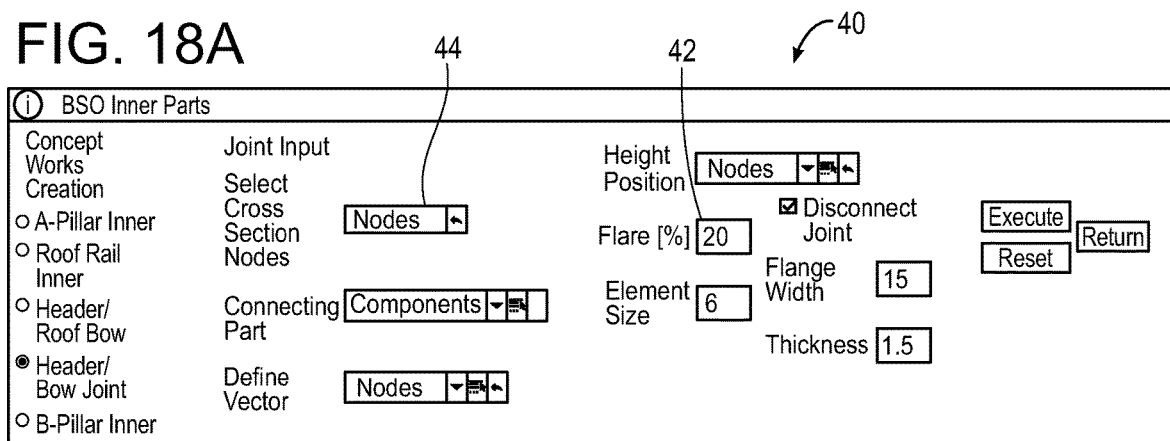 FIG. 18A
44
42
40
i BSO Inner Parts
Concept
Works
Creation
A-Pillar Inner
Roof Rail
Inner
Header/
Roof Bow
Header/
Bow Joint
B-Pillar Inner
Joint Input
Select
Cross
Section
Nodes
Nodes
Connecting
Part
Components
Define
Vector
Nodes
Height
Position
Nodes
Flare [%]
20
Element
Size
6
Disconnect
Joint
Flange
Width
15
Thickness
1.5
Execute
Reset
Return